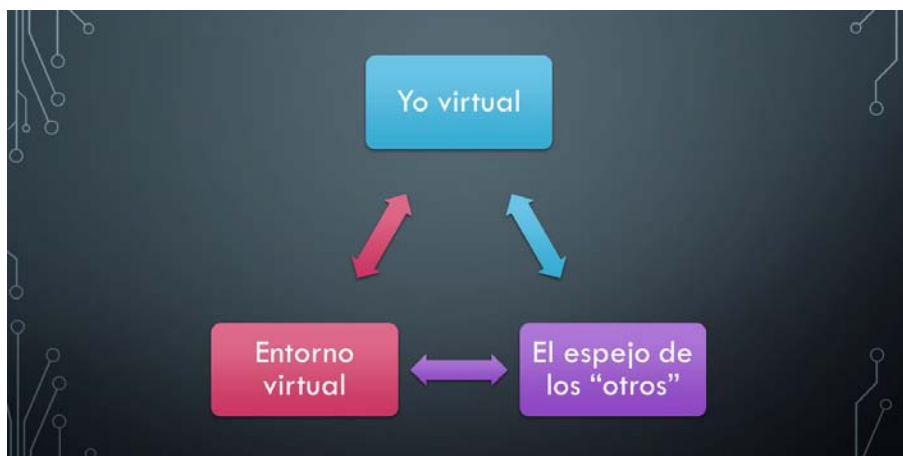 Yo virtual
Entorno
virtual
El espejo de
los “otros”